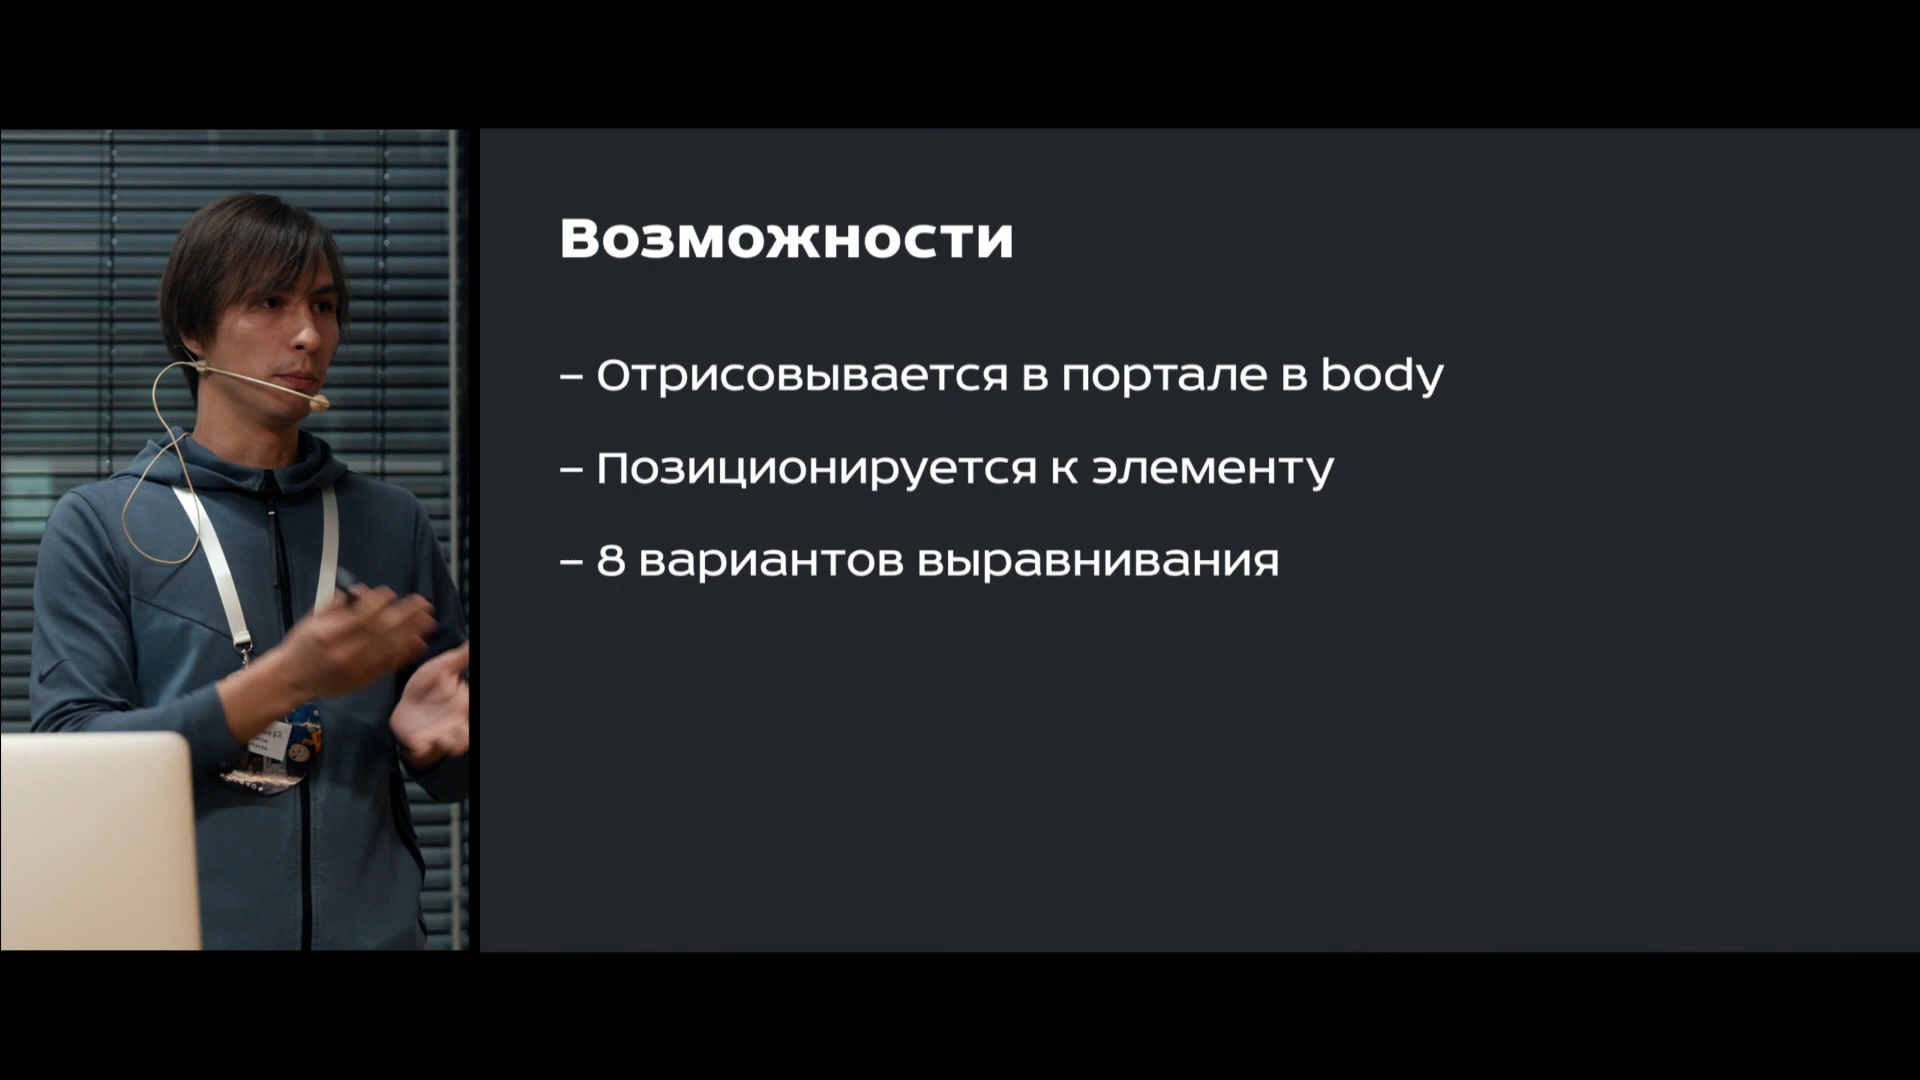 Возможности
– Отрисовывается в портале в body
– Позиционируется к элементу
– 8 вариантов выравнивания